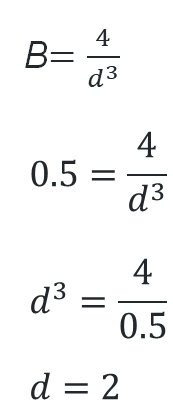 B= 4/d³
0.5 = 4/d³
d³ = 4/0.5
d = 2